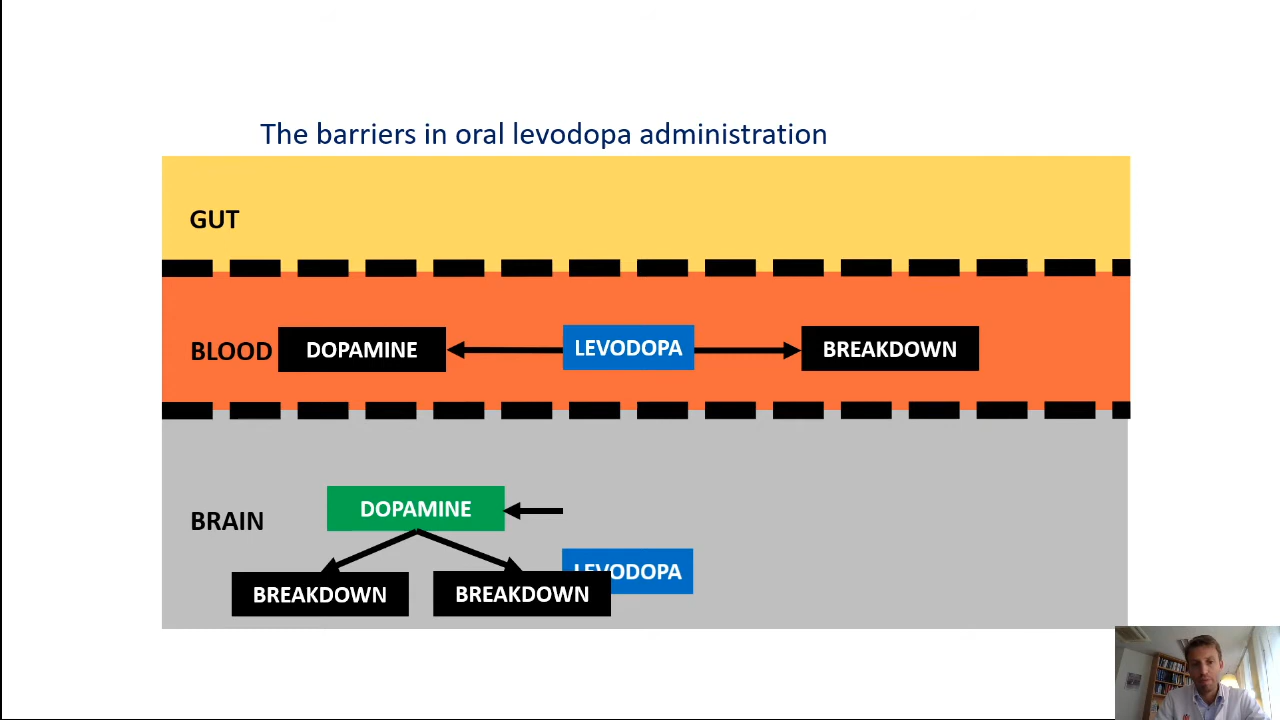 The barriers in oral levodopa administration
GUT
BLOOD
DOPAMINE
LEVODOPA
BREAKDOWN
BRAIN
DOPAMINE
LEVODOPA
BREAKDOWN
BREAKDOWN